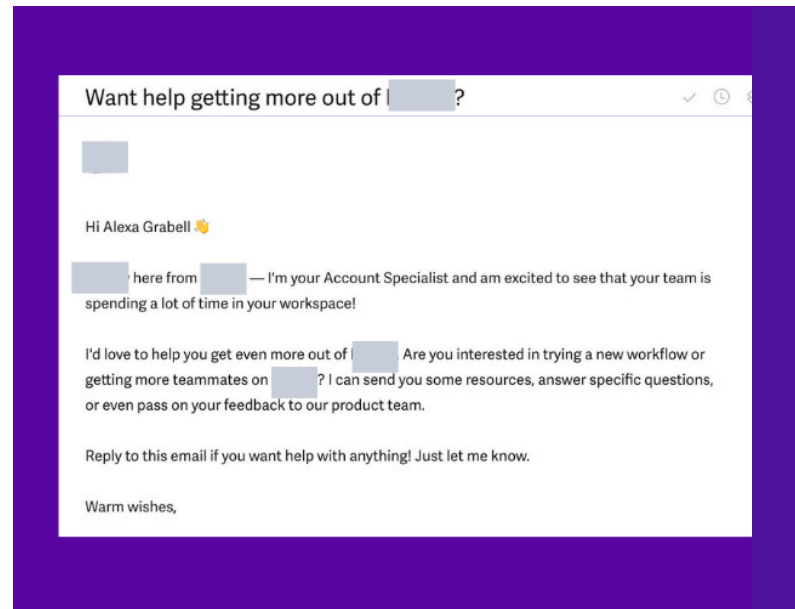 Want help getting more out of ?
Hi Alexa Grabell 👋
here from — I'm your Account Specialist and am excited to see that your team is
spending a lot of time in your workspace!
I'd love to help you get even more out of . Are you interested in trying a new workflow or
getting more teammates on ? I can send you some resources, answer specific questions,
or even pass on your feedback to our product team.
Reply to this email if you want help with anything! Just let me know.
Warm wishes,